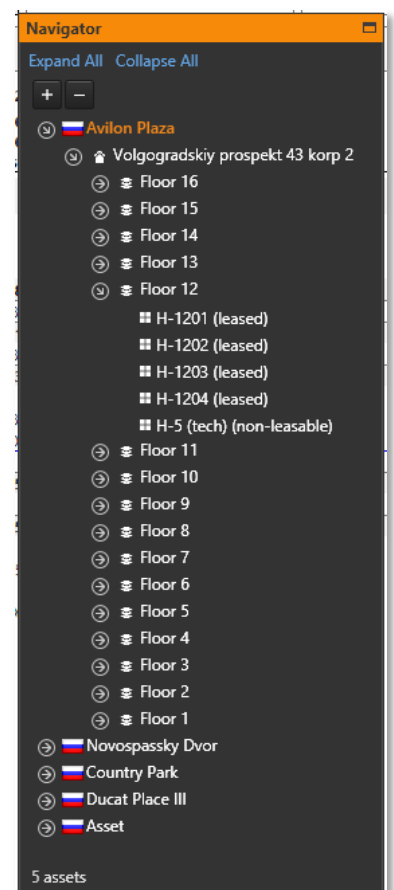 Navigator
Expand All Collapse All
+ −
Avilon Plaza
Volgogradskiy prospekt 43 korp 2
Floor 16
Floor 15
Floor 14
Floor 13
Floor 12
H-1201 (leased)
H-1202 (leased)
H-1203 (leased)
H-1204 (leased)
H-5 (tech) (non-leasable)
Floor 11
Floor 10
Floor 9
Floor 8
Floor 7
Floor 6
Floor 5
Floor 4
Floor 3
Floor 2
Floor 1
Novospassky Dvor
Country Park
Ducat Place III
Asset
5 assets